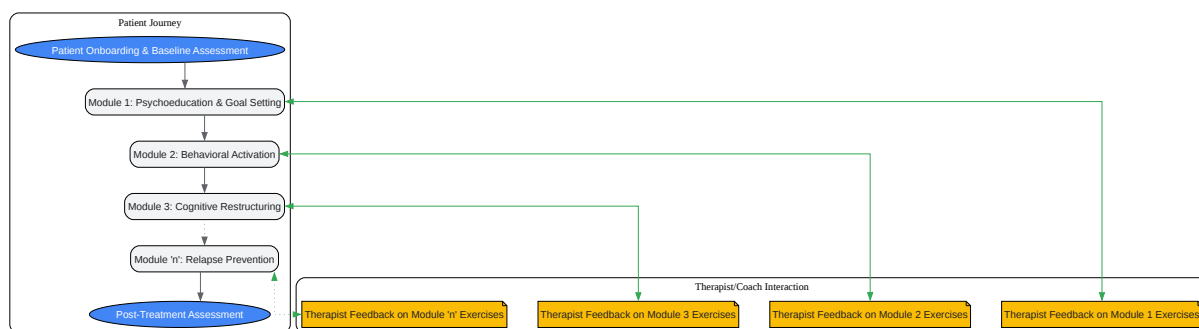 Patient Journey
Patient Onboarding & Baseline Assessment
Module 1: Psychoeducation & Goal Setting
Module 2: Behavioral Activation
Module 3: Cognitive Restructuring
Module 'n': Relapse Prevention
Post-Treatment Assessment
Therapist/Coach Interaction
Therapist Feedback on Module 'n' Exercises
Therapist Feedback on Module 3 Exercises
Therapist Feedback on Module 2 Exercises
Therapist Feedback on Module 1 Exercises